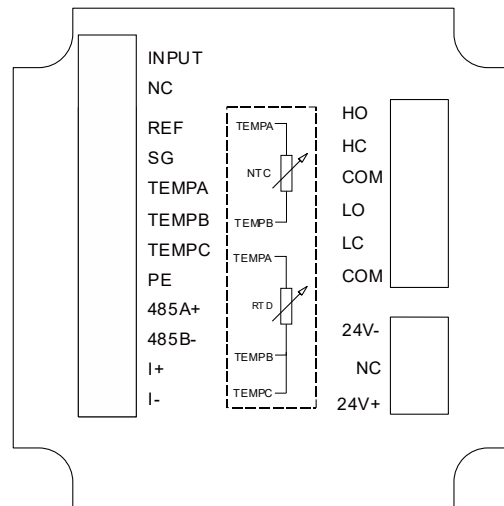 INPUT
NC
REF
SG
TEMPA
TEMPB
TEMPC
PE
485A+
485B-
I+
I-
TEMPA
NTC
TEMPB
TEMPA
RTD
TEMPB
TEMPC
HO
HC
COM
LO
LC
COM
24V-
NC
24V+